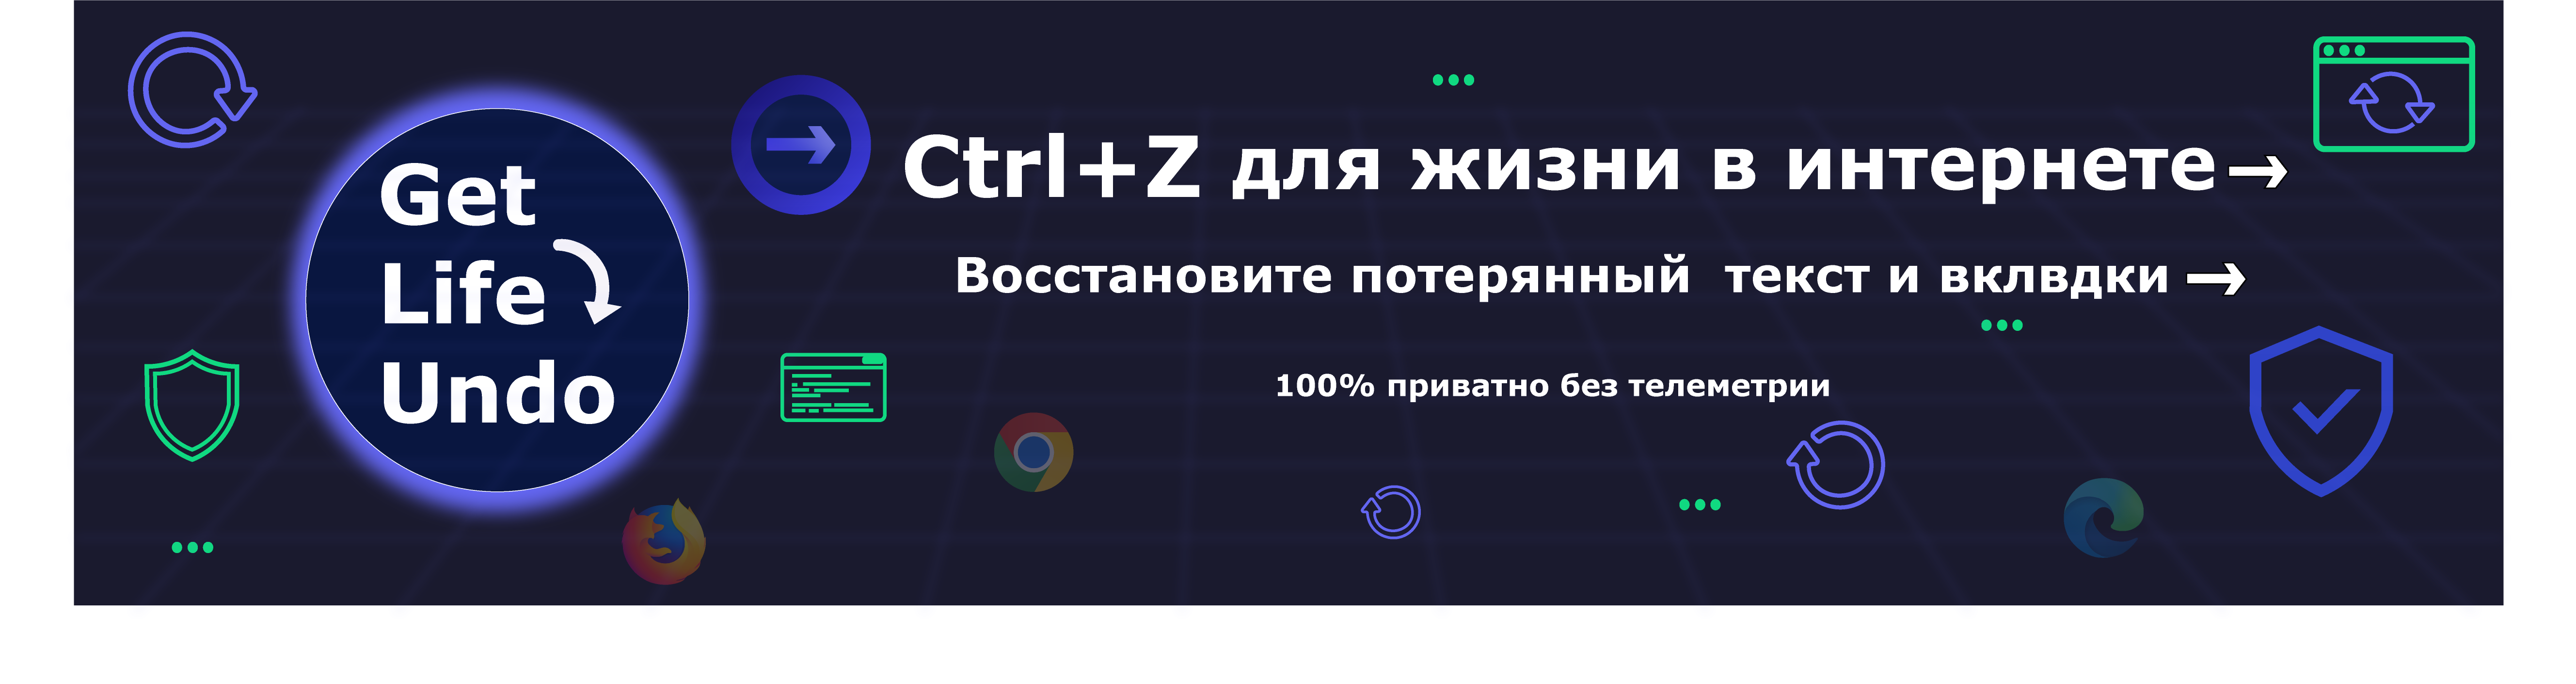 Get
Life
Undo
Ctrl+Z для жизни в интернете→
Восстановите потерянный  текст и вклвдки →
100% приватно без телеметрии